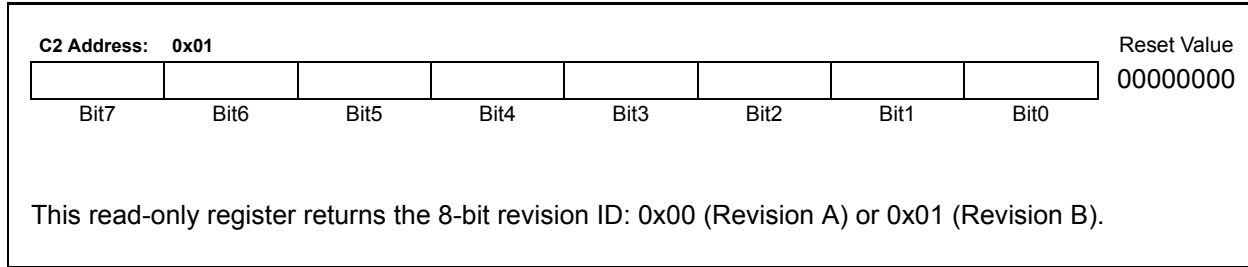 C2 Address: 0x01 Reset Value
00000000
Bit7 Bit6 Bit5 Bit4 Bit3 Bit2 Bit1 Bit0
This read-only register returns the 8-bit revision ID: 0x00 (Revision A) or 0x01 (Revision B).